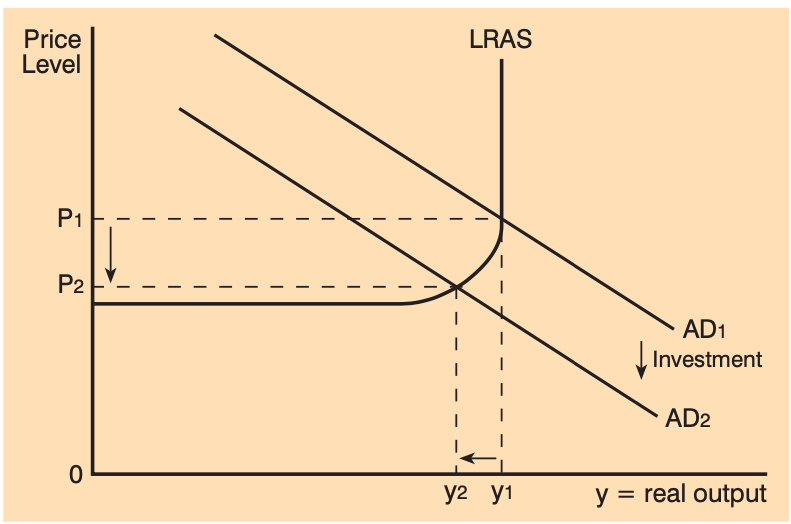 Price
Level
LRAS
P1
P2
AD1
Investment
AD2
0
y2
y1
y = real output